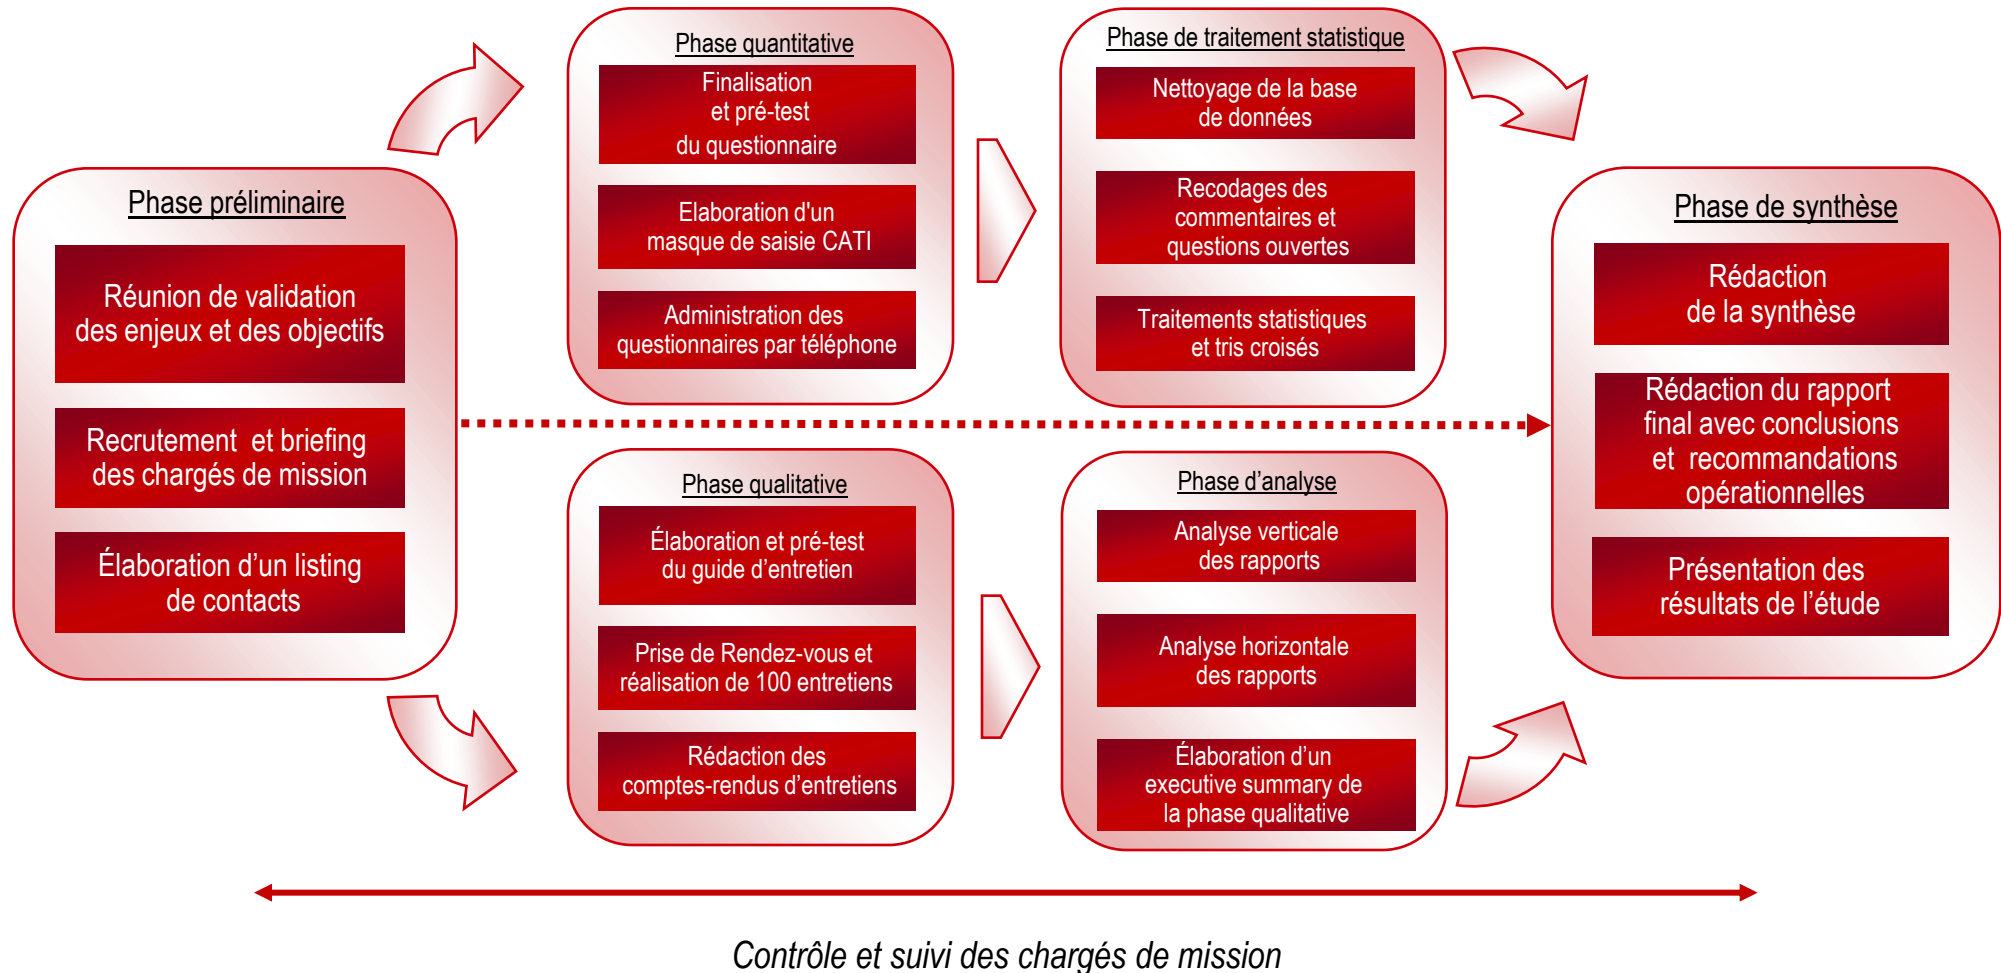 Phase préliminaire
Réunion de validation
des enjeux et des objectifs
Recrutement et briefing
des chargés de mission
Élaboration d’un listing
de contacts
Phase quantitative
Finalisation
et pré-test
du questionnaire
Elaboration d'un
masque de saisie CATI
Administration des
questionnaires par téléphone
Phase de traitement statistique
Nettoyage de la base
de données
Recodages des
commentaires et
questions ouvertes
Traitements statistiques
et tris croisés
Phase qualitative
Élaboration et pré-test
du guide d’entretien
Prise de Rendez-vous et
réalisation de 100 entretiens
Rédaction des
comptes-rendus d’entretiens
Phase d’analyse
Analyse verticale
des rapports
Analyse horizontale
des rapports
Élaboration d’un
executive summary de
la phase qualitative
Phase de synthèse
Rédaction
de la synthèse
Rédaction du rapport
final avec conclusions
et recommandations
opérationnelles
Présentation des
résultats de l’étude
Contrôle et suivi des chargés de mission